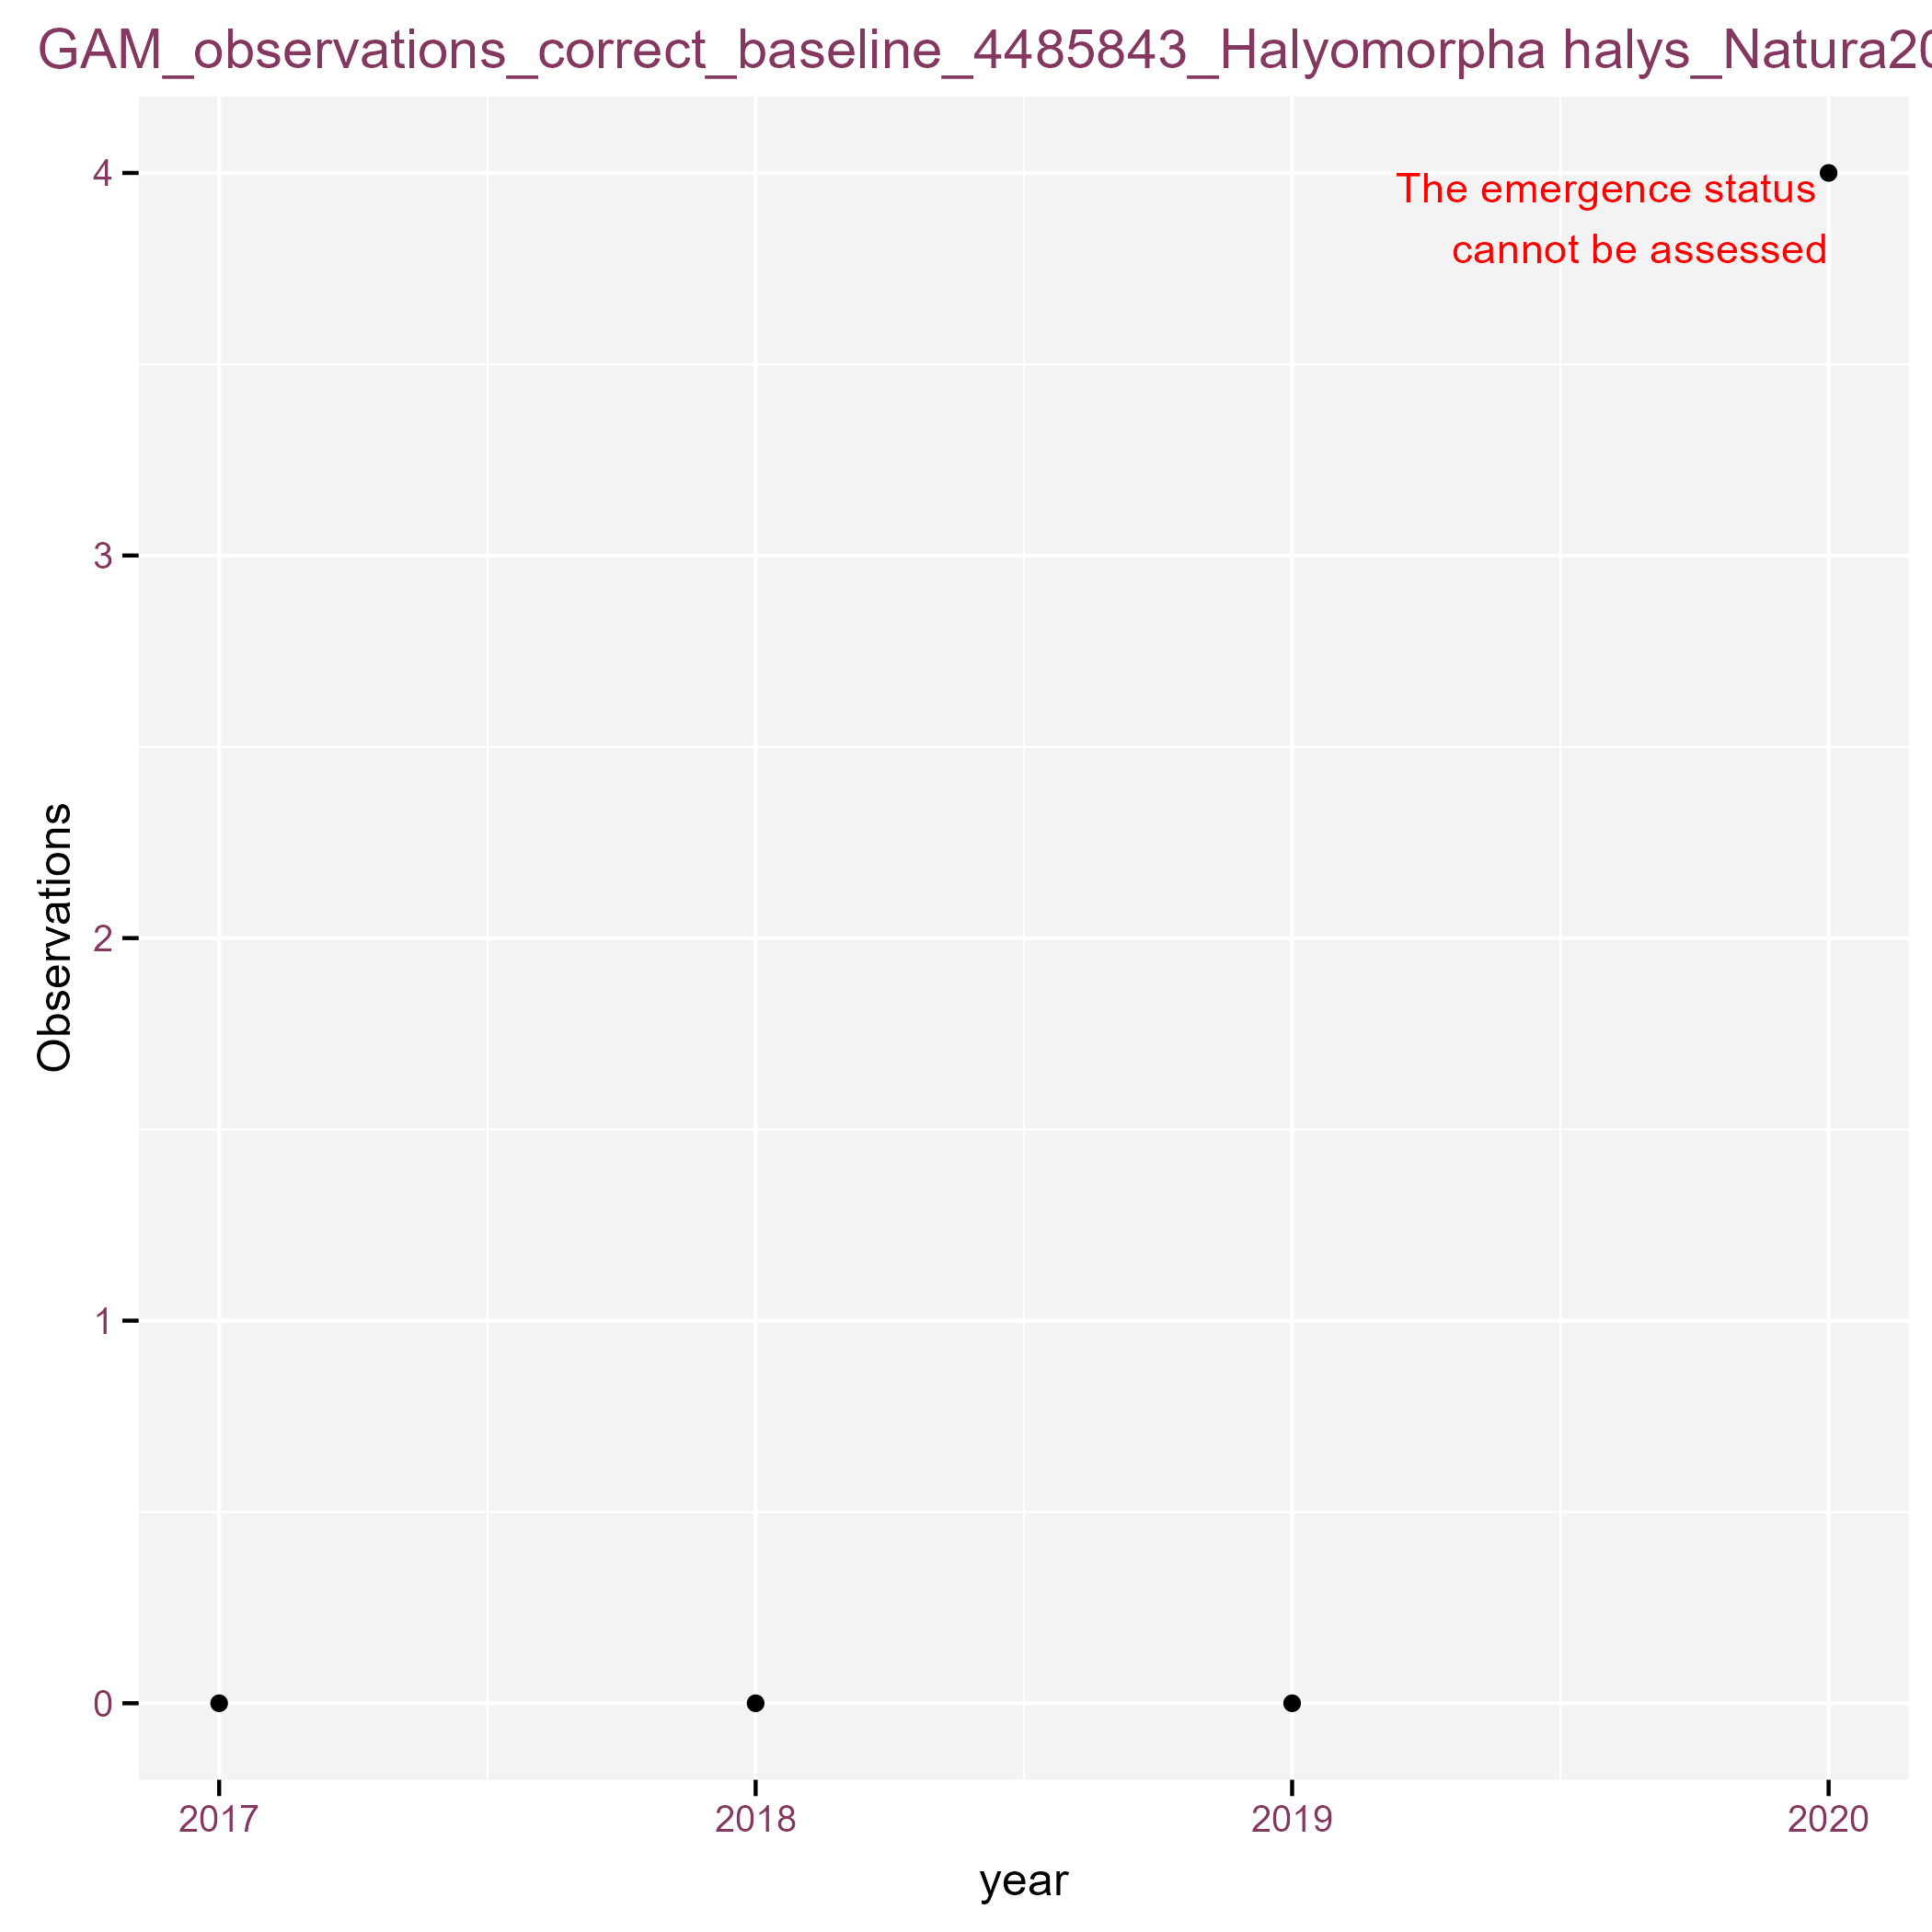 GAM_observations_correct_baseline_4485843_Halyomorpha halys_Natura20
The emergence status
cannot be assessed
4
3
2
1
0
Observations
2017 2018 2019 2020
year